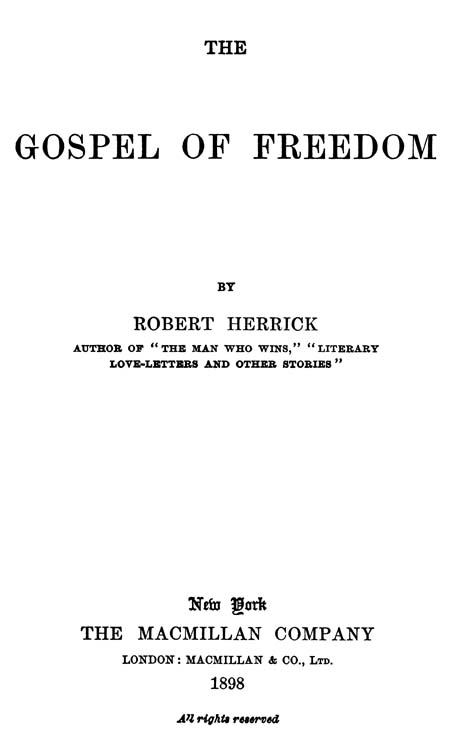 THE
GOSPEL OF FREEDOM
BY
ROBERT HERRICK
AUTHOR OF “THE MAN WHO WINS,” “LITERARY
LOVE-LETTERS AND OTHER STORIES”
New York
THE MACMILLAN COMPANY
LONDON: MACMILLAN & CO., LTD.
1898
All rights reserved